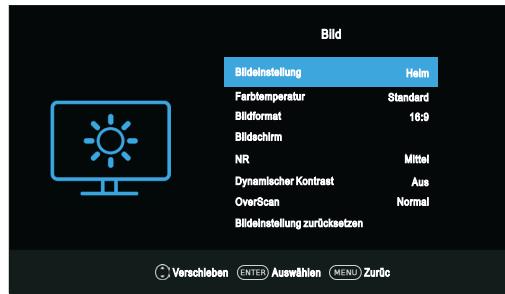 Bild
Bildeinstellung Heim
Farbtemperatur Standard
Bildformat 16:9
Bildschirm
NR Mittel
Dynamischer Kontrast Aus
OverScan Normal
Bildeinstellung zurücksetzen
Verschieben ENTER Auswählen MENU Zurüc